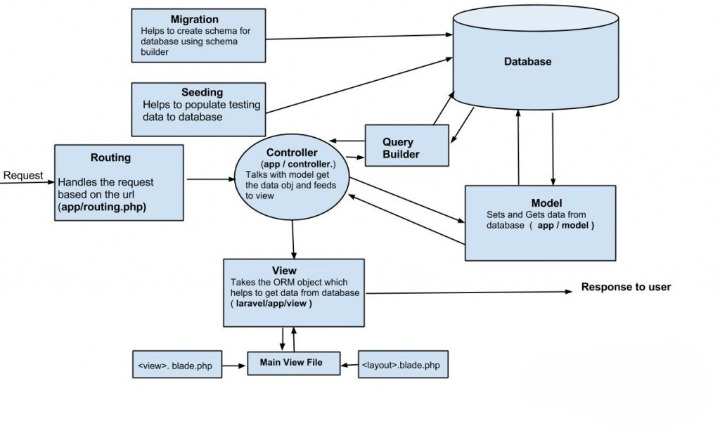 Migration
Helps to create schema for
database using schema
builder
Database
Seeding
Helps to populate testing
data to database
Query
Builder
Controller
(app / controller.)
Talks with model get
the data obj and feeds
to view
Request
Routing
Handles the request
based on the url
(app/routing.php)
Model
Sets and Gets data from
database ( app / model )
View
Takes the ORM object which
helps to get data from database
( laravel/app/view )
Response to user
<view>. blade.php
Main View File
<layout>.blade.php